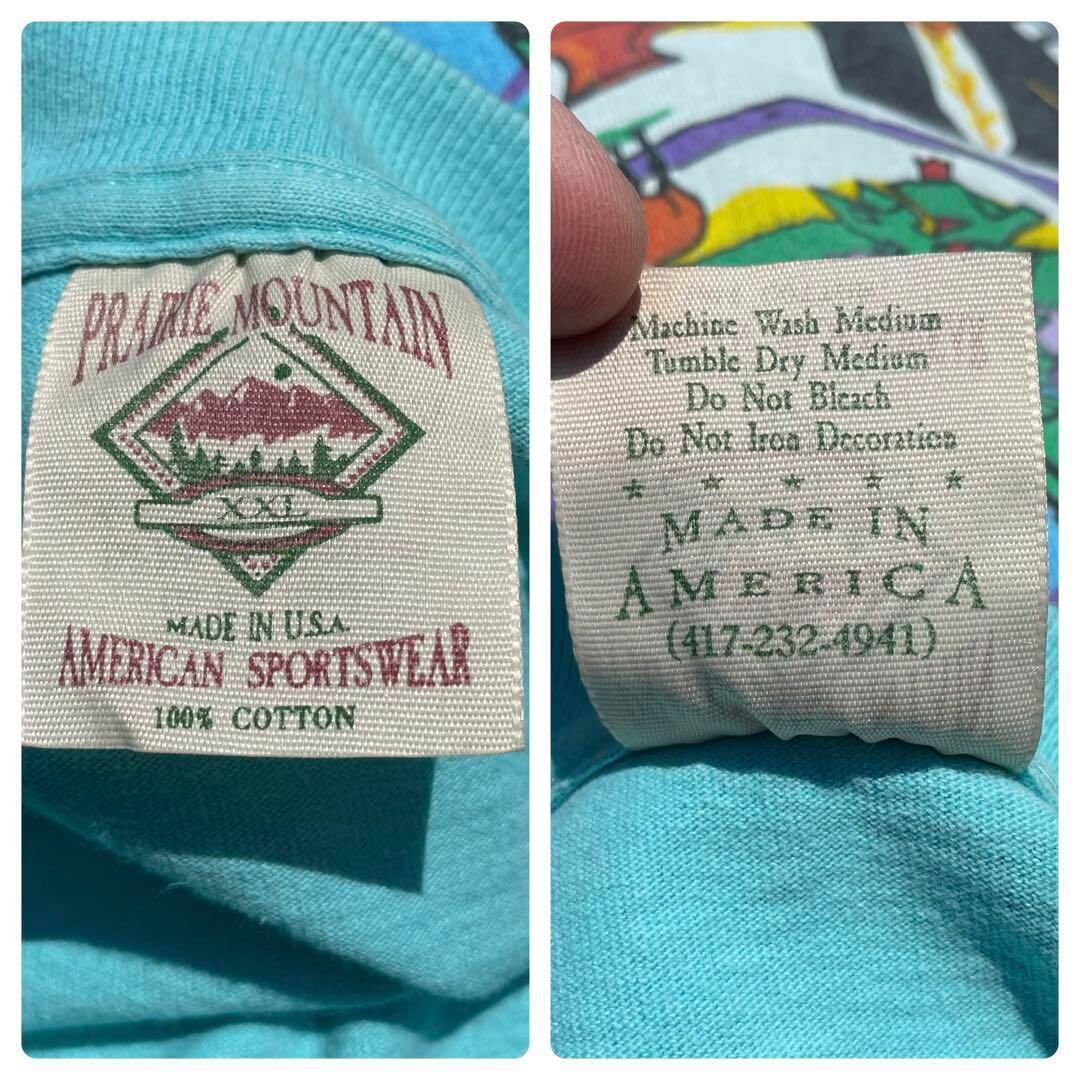 PRAIRIE MOUNTAIN
XXL
MADE IN U.S.A.
AMERICAN SPORTSWEAR
100% COTTON
Machine Wash Medium
Tumble Dry Medium
Do Not Bleach
Do Not Iron Decoration
MADE IN
AMERICA
(417-232-4941)